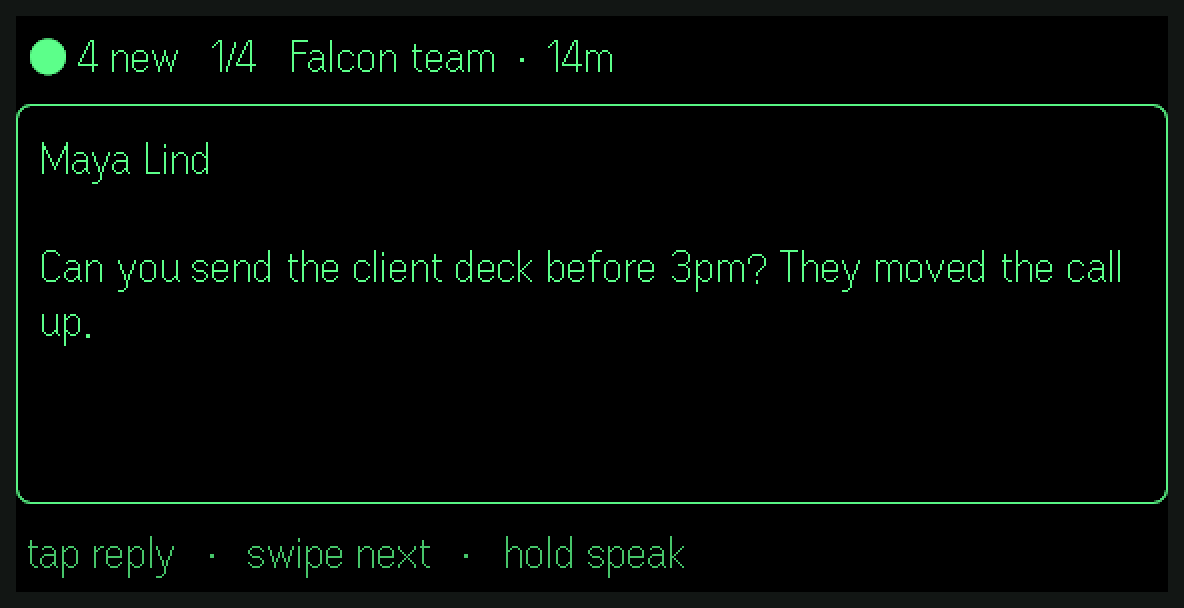 4 new 1/4 Falcon team · 14m
Maya Lind
Can you send the client deck before 3pm? They moved the call
up.
tap reply · swipe next · hold speak